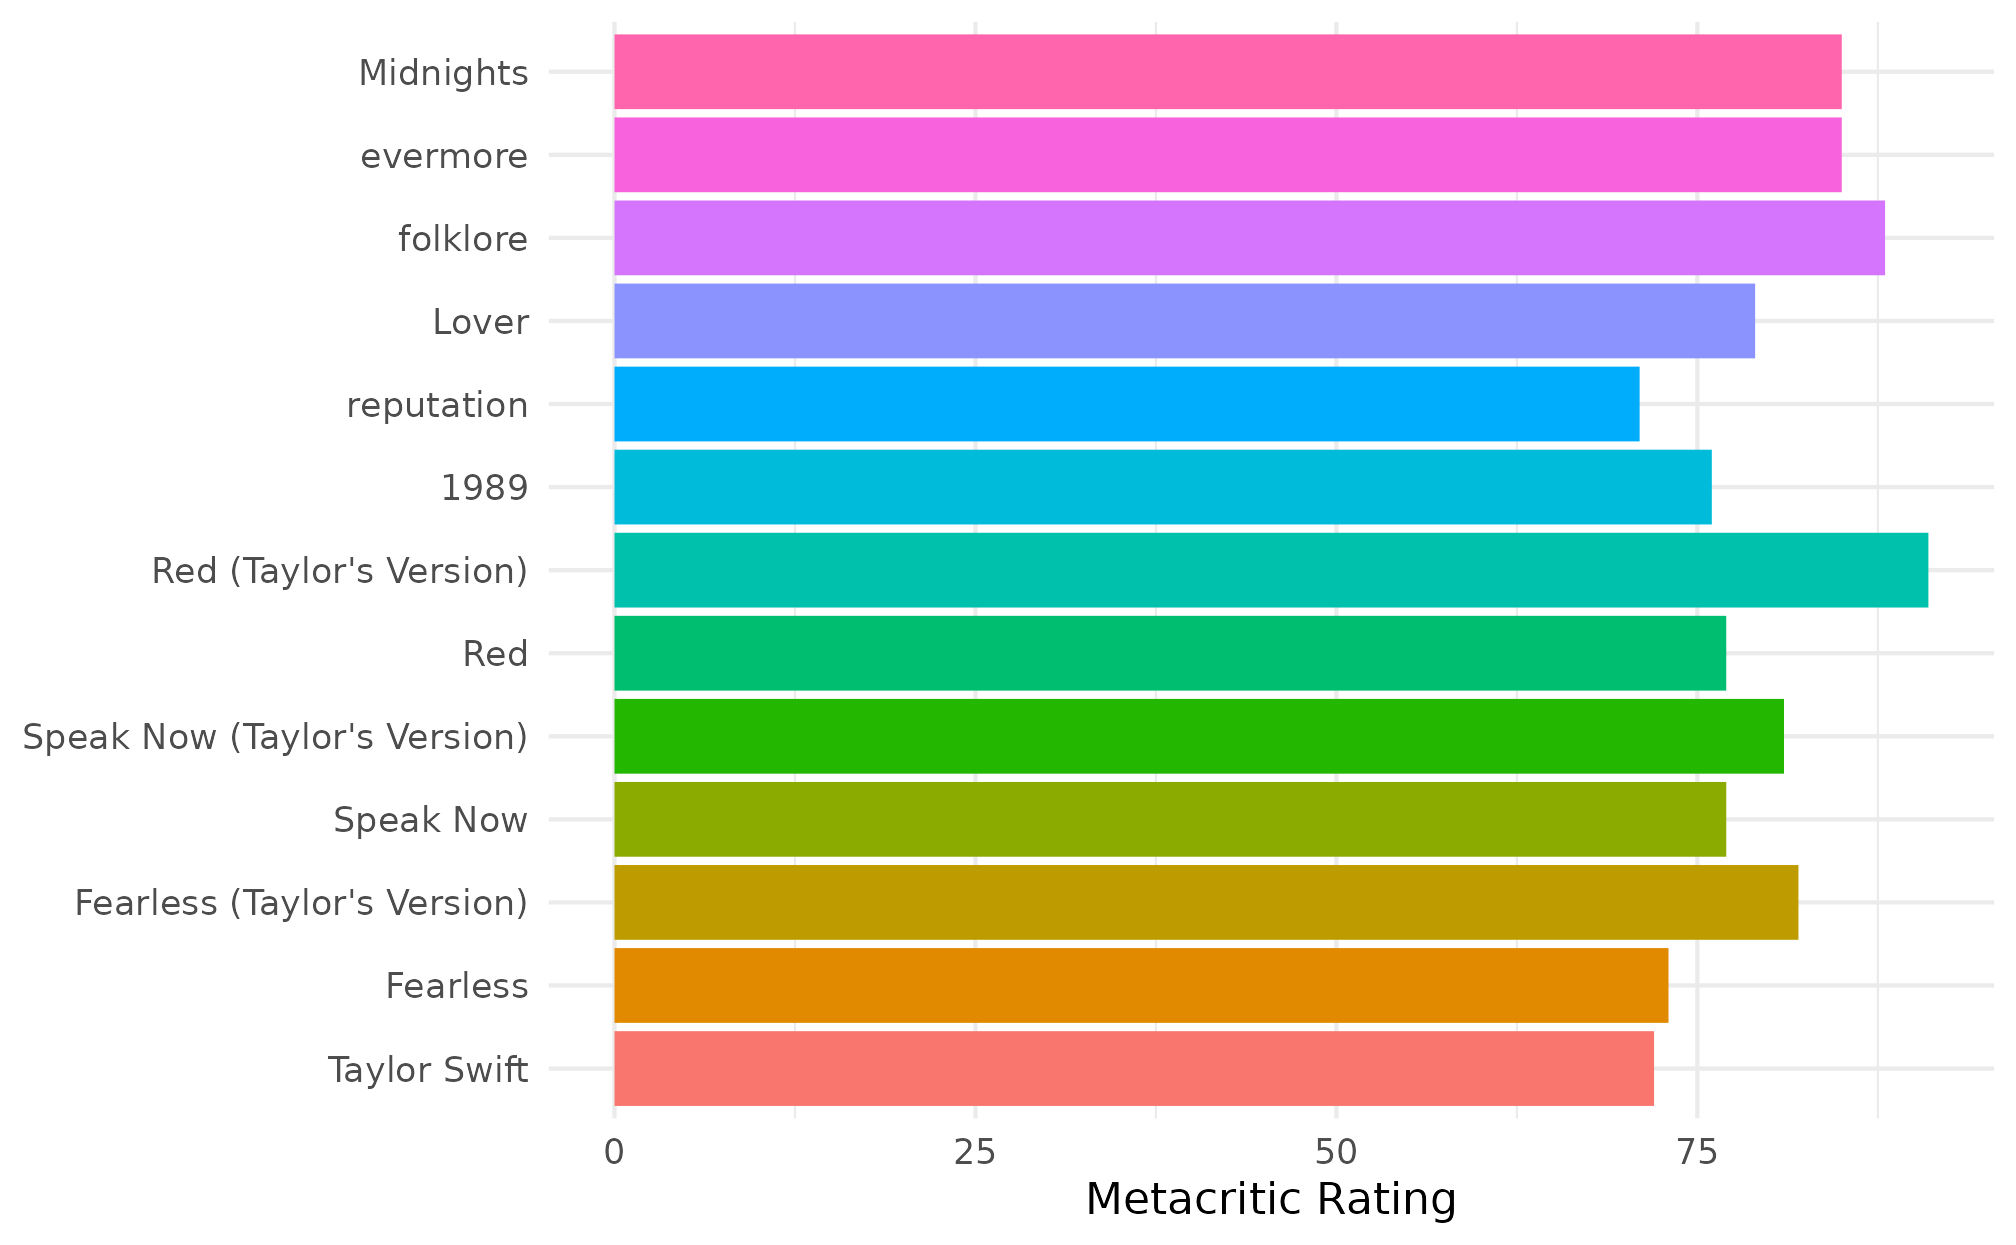 Midnights
evermore
folklore
Lover
reputation
1989
Red (Taylor's Version)
Red
Speak Now (Taylor's Version)
Speak Now
Fearless (Taylor's Version)
Fearless
Taylor Swift
0 25 50 75
Metacritic Rating